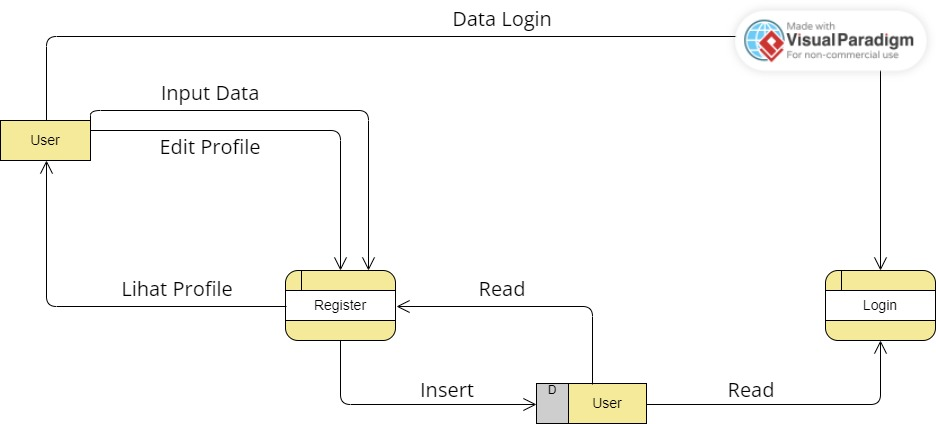 Data Login
Made with
Visual Paradigm
For non-commercial use
Input Data
User
Edit Profile
Lihat Profile
Register
Read
Login
Insert
D
User
Read